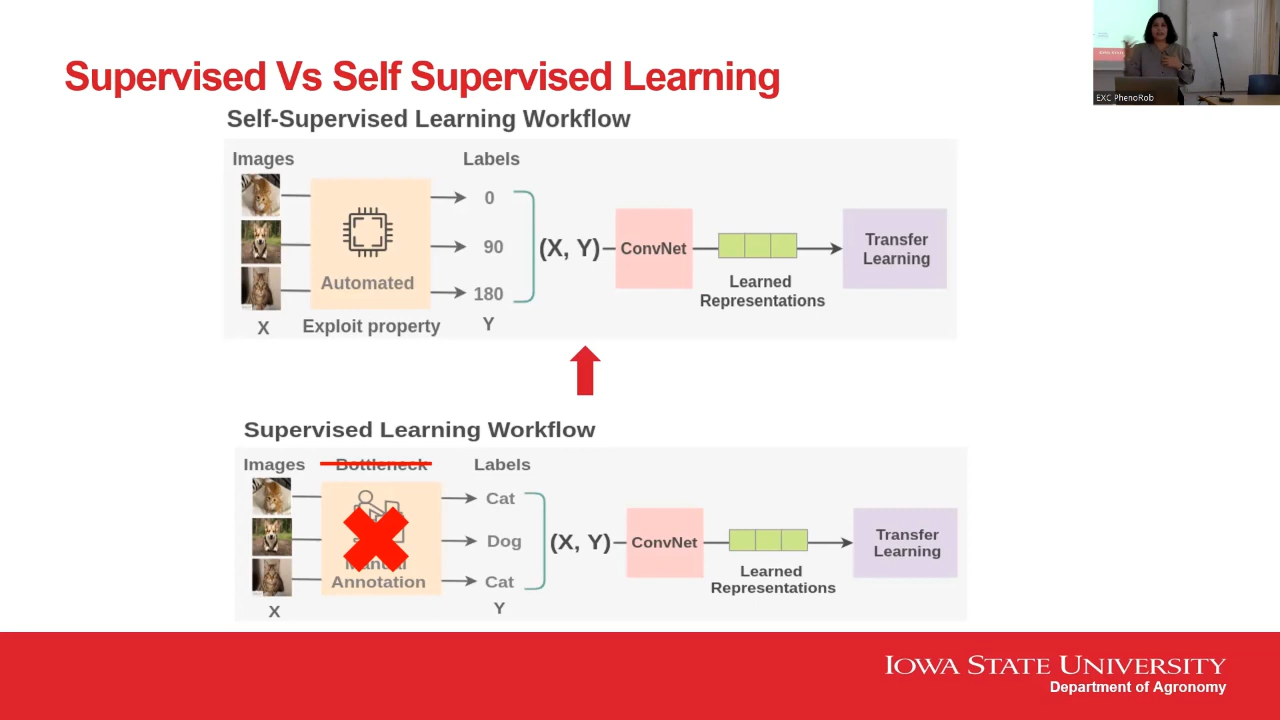 Supervised Vs Self Supervised Learning
Self-Supervised Learning Workflow
Images
Labels
0
90
180
Automated
X
Exploit property
Y
(X, Y)
ConvNet
Learned
Representations
Transfer
Learning
Supervised Learning Workflow
Images
Bottleneck
Labels
Cat
Dog
Cat
Manual
Annotation
X
Y
(X, Y)
ConvNet
Learned
Representations
Transfer
Learning
EXC PhenoRob
IOWA STATE UNIVERSITY
Department of Agronomy